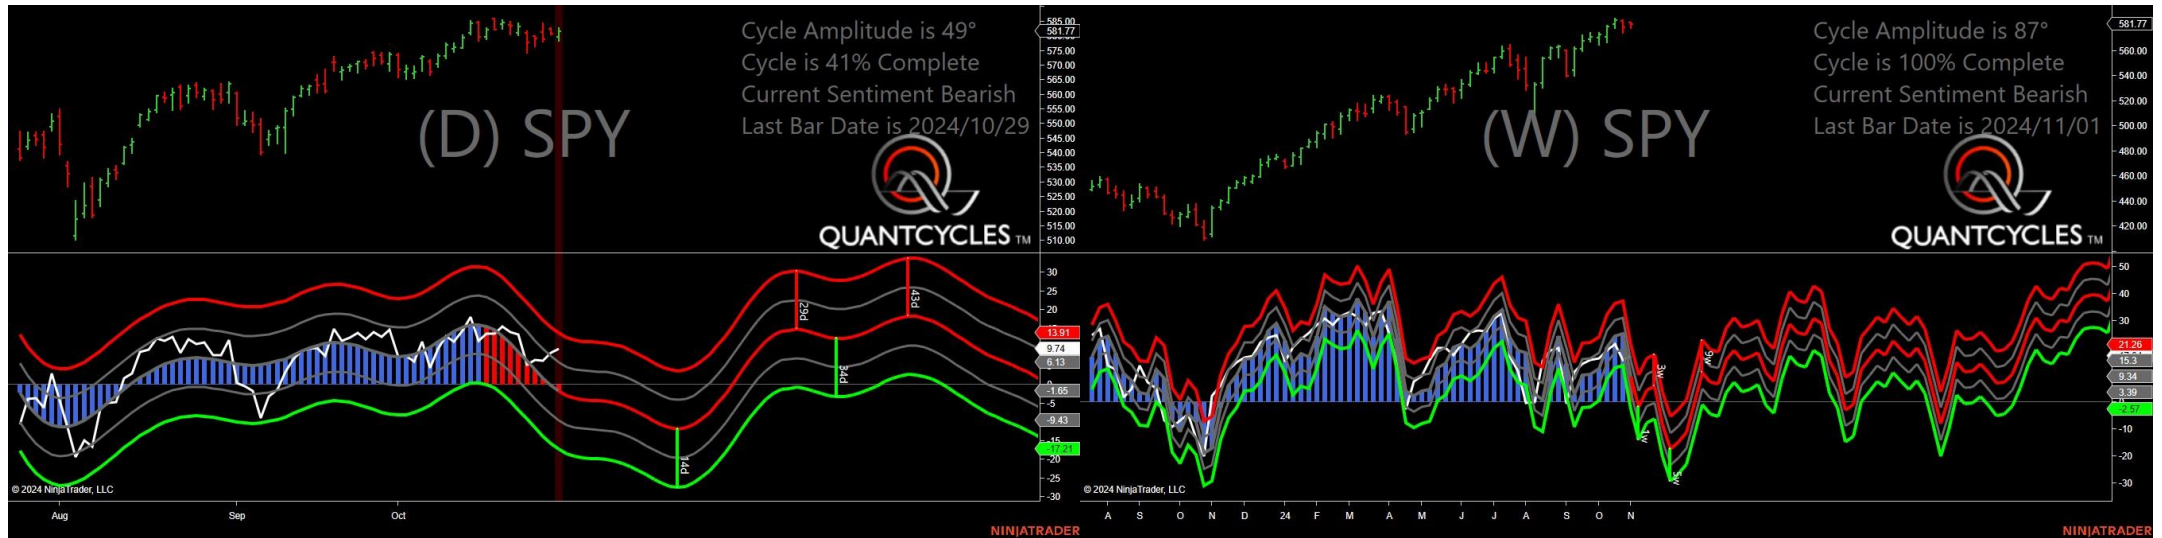 Cycle Amplitude is 49°
Cycle is 41% Complete
Current Sentiment Bearish
Last Bar Date is 2024/10/29
(D) SPY
QUANTCYCLES TM
585.00
581.77
575.00
570.00
565.00
560.00
555.00
550.00
545.00
540.00
535.00
530.00
525.00
520.00
515.00
510.00
30
25
20
13.91
9.74
6.13
0
-1.65
-5
-9.43
-15
-17.21
-20
-25
-30
29d
43d
34d
14d
© 2024 NinjaTrader, LLC
Aug Sep Oct
NINJATRADER
Cycle Amplitude is 87°
Cycle is 100% Complete
Current Sentiment Bearish
Last Bar Date is 2024/11/01
(W) SPY
QUANTCYCLES TM
581.77
560.00
540.00
520.00
500.00
480.00
460.00
440.00
420.00
50
40
30
21.26
15.3
9.34
3.39
-2.57
-10
-20
-30
3w
9w
1w
5w
© 2024 NinjaTrader, LLC
A S O N D 24 F M A M J J A S O N
NINJATRADER